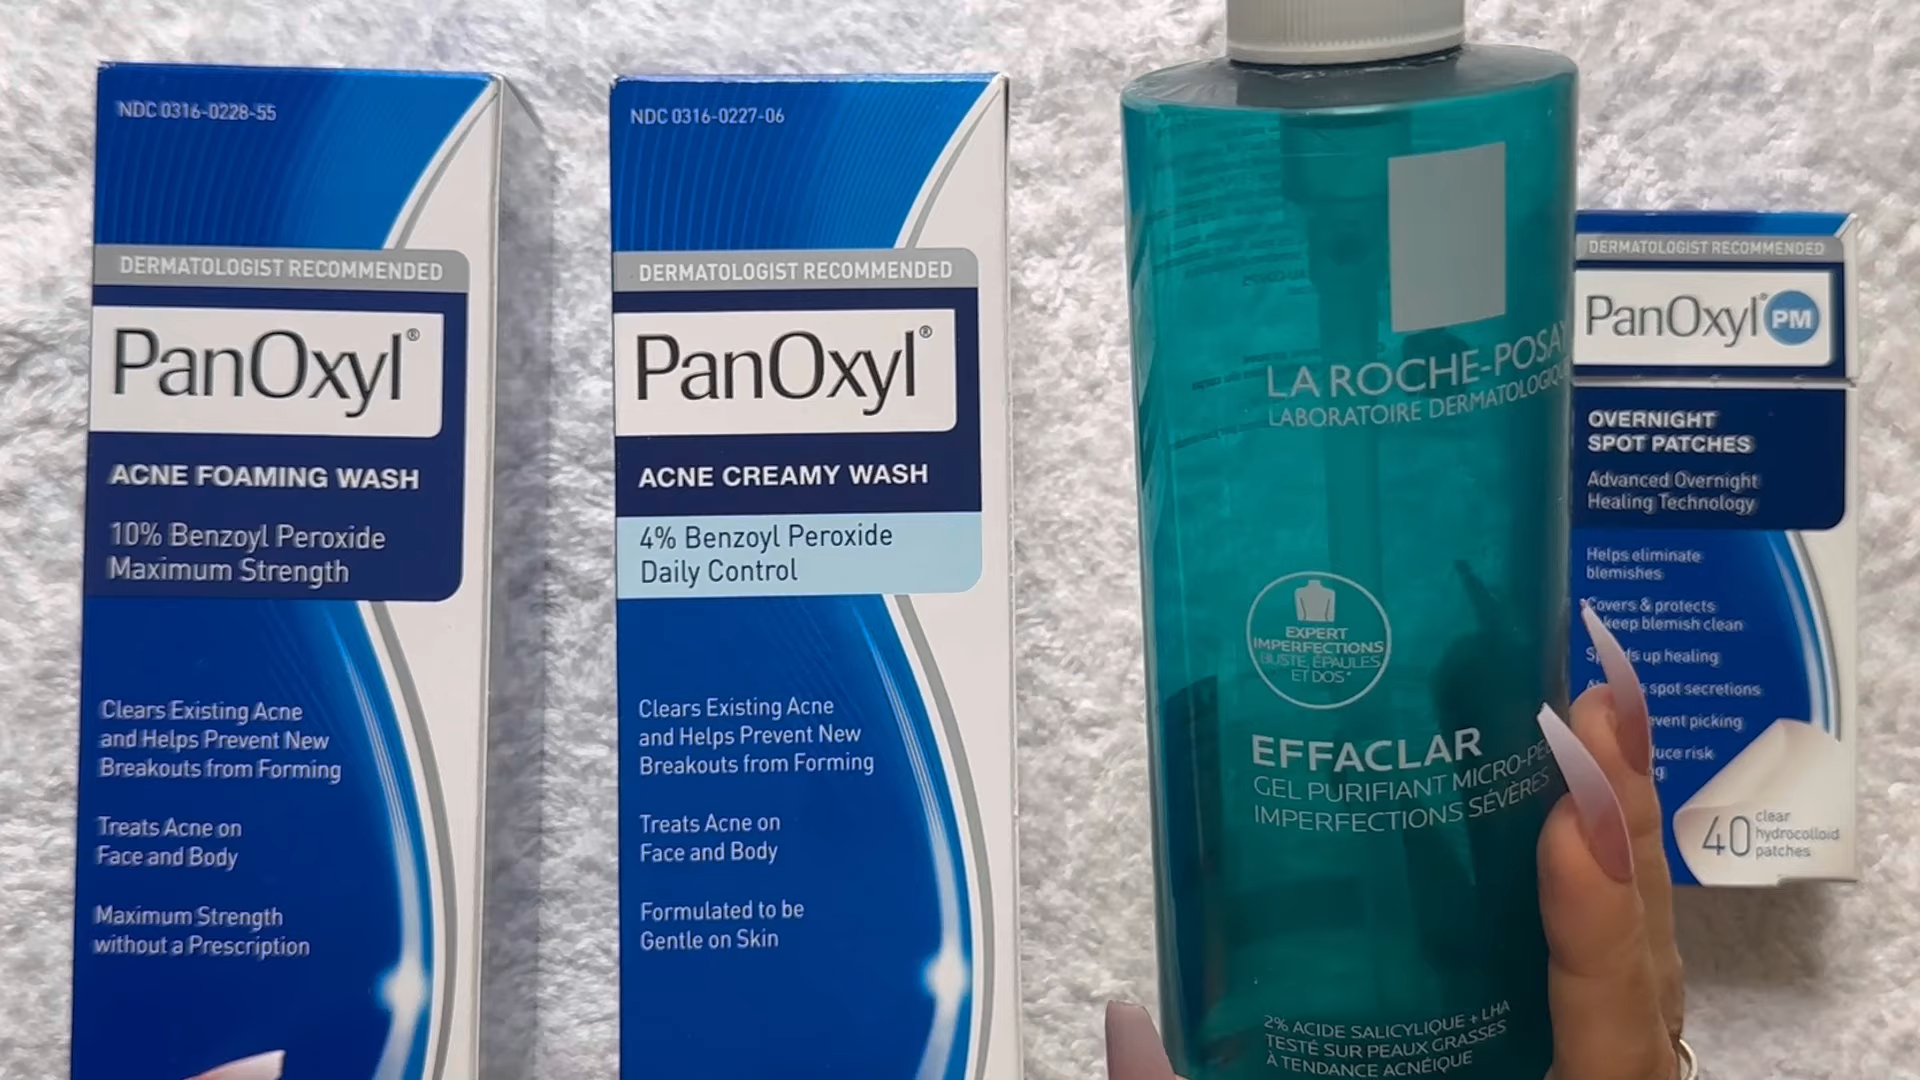 NDC 0316-0228-55
DERMATOLOGIST RECOMMENDED
PanOxyl®
ACNE FOAMING WASH
10% Benzoyl Peroxide
Maximum Strength
Clears Existing Acne
and Helps Prevent New
Breakouts from Forming
Treats Acne on
Face and Body
Maximum Strength
without a Prescription
NDC 0316-0227-06
DERMATOLOGIST RECOMMENDED
PanOxyl®
ACNE CREAMY WASH
4% Benzoyl Peroxide
Daily Control
Clears Existing Acne
and Helps Prevent New
Breakouts from Forming
Treats Acne on
Face and Body
Formulated to be
Gentle on Skin
LA ROCHE-POSAY
LABORATOIRE DERMATOLOGIQUE
EXPERT
IMPERFECTIONS
BUSTE, ÉPAULES
ET DOS*
EFFACLAR
GEL PURIFIANT
IMPERFECTIONS SÉVÈRES
2% ACIDE SALICYLIQUE + LHA
TESTÉ SUR PEAUX GRASSES
À TENDANCE ACNÉIQUE
DERMATOLOGIST RECOMMENDED
PanOxyl® PM
OVERNIGHT
SPOT PATCHES
Advanced Overnight
Healing Technology
Helps eliminate
blemishes
Covers & protects
keep blemish clean
up healing
spot secretions
picking
risk
40 clear
hydrocolloid
patches